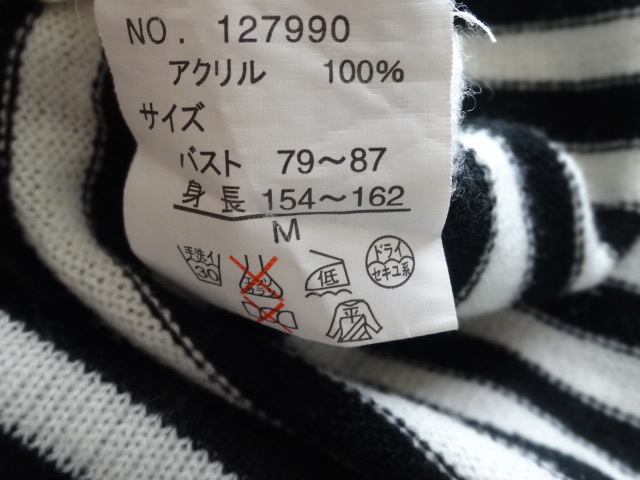 NO. 127990
アクリル 100%
サイズ
バスト 79～87
身長 154～162
M
手洗イ 30
低
ドライ
セキユ系
平